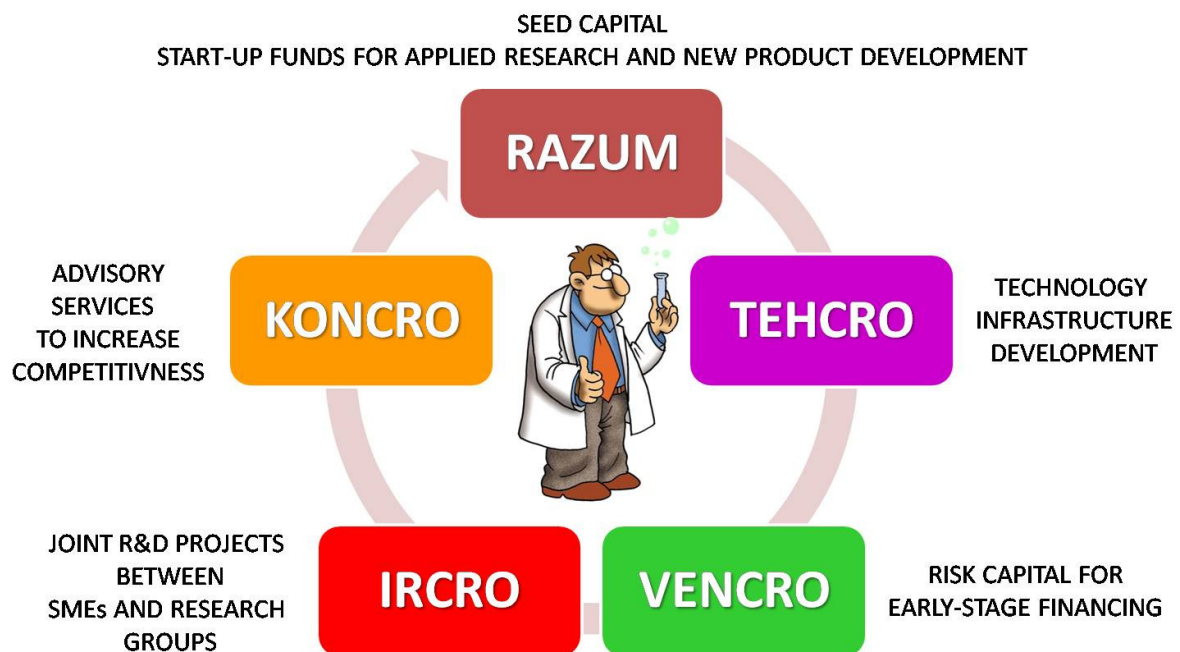 SEED CAPITAL
START-UP FUNDS FOR APPLIED RESEARCH AND NEW PRODUCT DEVELOPMENT
RAZUM
ADVISORY
SERVICES
TO INCREASE
COMPETITIVNESS
KONCRO
TEHCRO
TECHNOLOGY
INFRASTRUCTURE
DEVELOPMENT
JOINT R&D PROJECTS
BETWEEN
SMEs AND RESEARCH
GROUPS
IRCRO
VENCRO
RISK CAPITAL FOR
EARLY-STAGE FINANCING